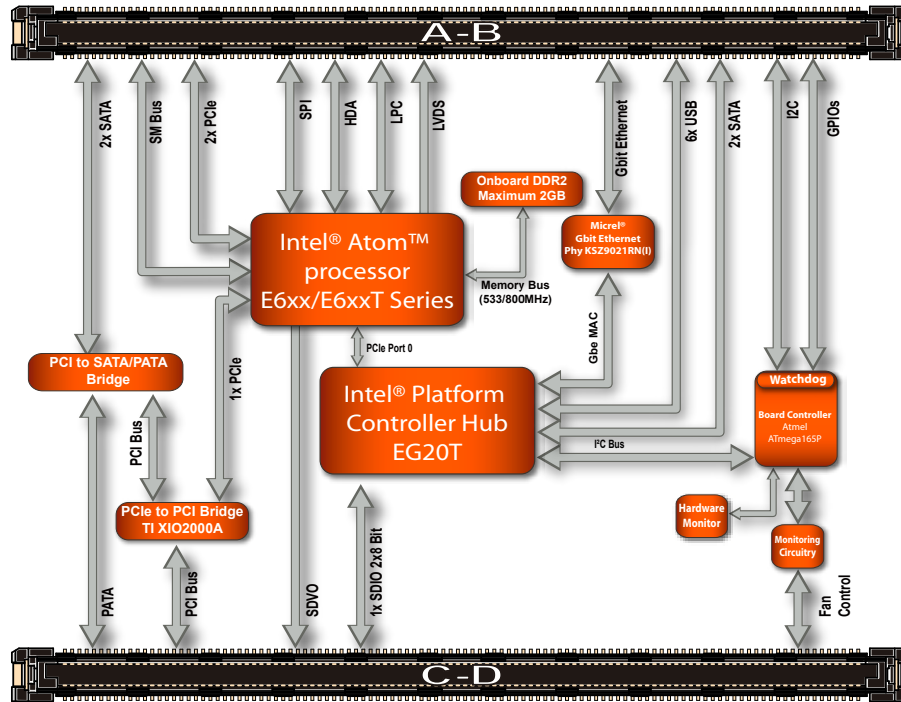 A-B
2x SATA
SM Bus
2x PCIe
SPI
HDA
LPC
LVDS
Gbit Ethernet
6x USB
2x SATA
I2C
GPIOs
Onboard DDR2
Maximum 2GB
Intel® Atom™
processor
E6xx/E6xxT Series
Micrel®
Gbit Ethernet
Phy KSZ9021RN(I)
Memory Bus
(533/800MHz)
PCIe Port 0
Gbe MAC
PCI to SATA/PATA
Bridge
1x PCIe
Intel® Platform
Controller Hub
EG20T
Watchdog
Board Controller
Atmel
ATmega165P
I²C Bus
PCI Bus
PCIe to PCI Bridge
TI XIO2000A
Hardware
Monitor
Monitoring
Circuitry
PATA
PCI Bus
SDVO
1x SDIO 2x8 Bit
Fan
Control
C-D